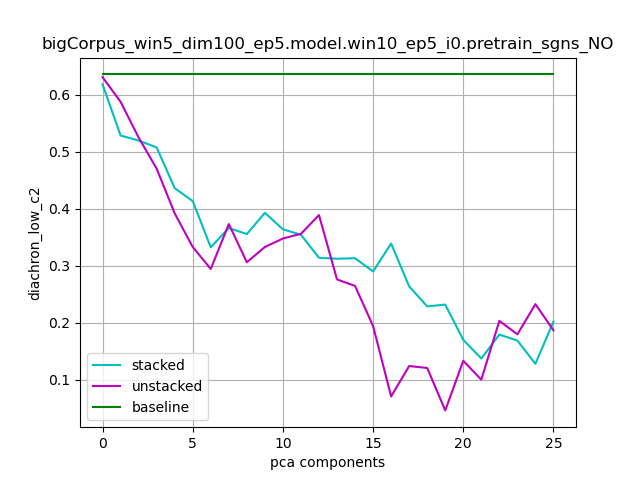 bigCorpus_win5_dim100_ep5.model.win10_ep5_i0.pretrain_sgns_NO
0.6
0.5
0.4
0.3
0.2
0.1
diachron_low_c2
stacked
unstacked
baseline
0 5 10 15 20 25
pca components